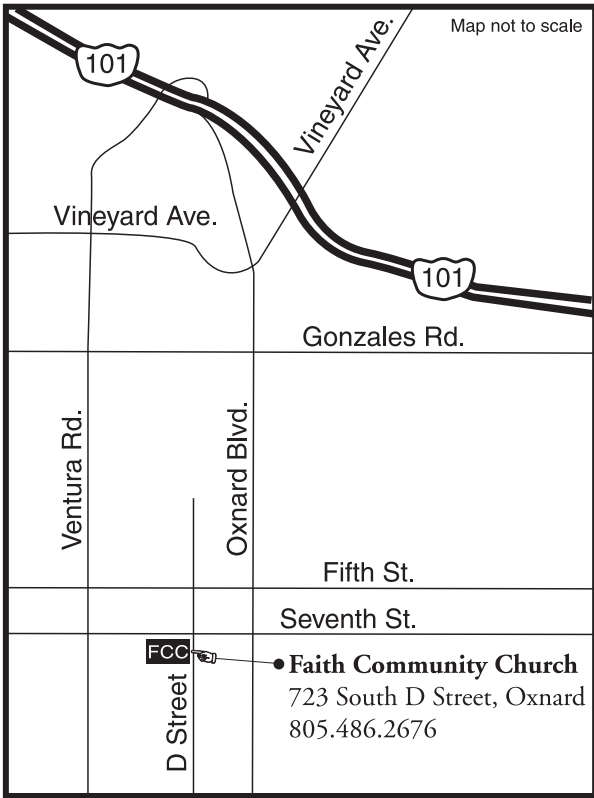 Map not to scale
101
Vineyard Ave.
Vineyard Ave.
101
Gonzales Rd.
Ventura Rd.
Oxnard Blvd.
Fifth St.
Seventh St.
FCC
D Street
Faith Community Church
723 South D Street, Oxnard
805.486.2676